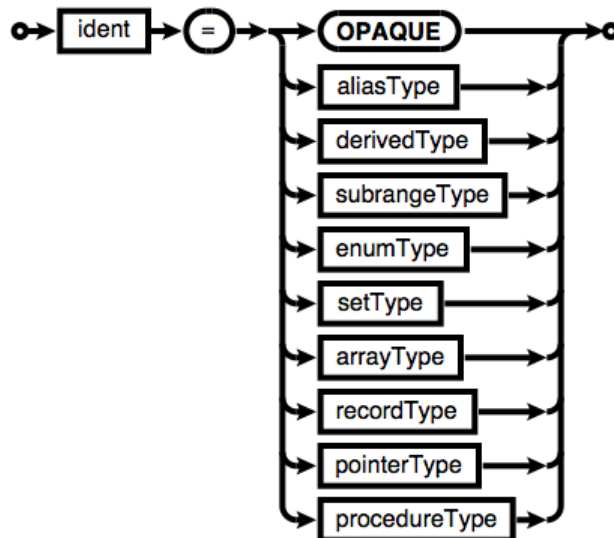 ident = OPAQUE
aliasType
derivedType
subrangeType
enumType
setType
arrayType
recordType
pointerType
procedureType